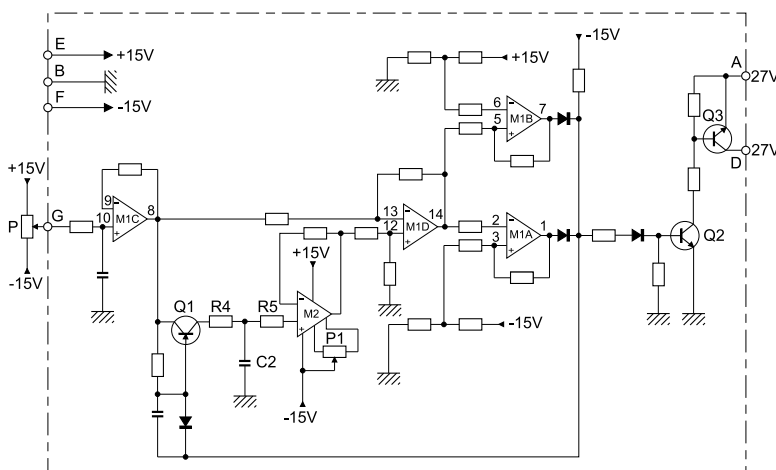 E
+15V
B
F
-15V
+15V
P
G
-15V
9
10
M1C
8
Q1
R4
R5
C2
+15V
M2
P1
-15V
13
12
M1D
14
+15V
6
5
M1B
7
2
3
M1A
1
-15V
-15V
Q2
Q3
A
27V
D
27V
-
+
-
+
-
+
-
+
-
+